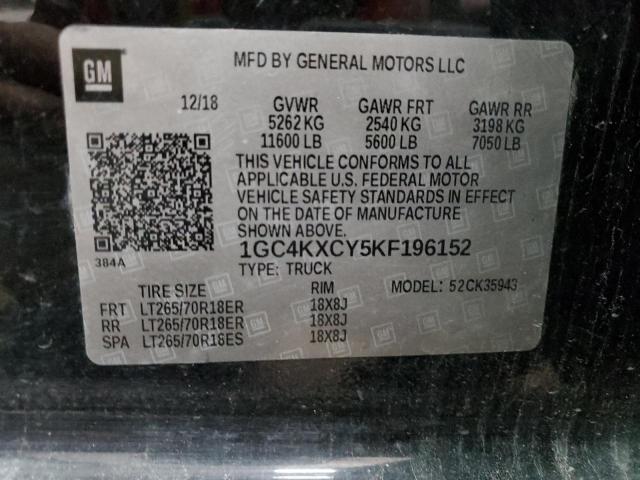 GM
MFD BY GENERAL MOTORS LLC
12/18 GVWR GAWR FRT GAWR RR
5262 KG 2540 KG 3198 KG
11600 LB 5600 LB 7050 LB
THIS VEHICLE CONFORMS TO ALL
APPLICABLE U.S. FEDERAL MOTOR
VEHICLE SAFETY STANDARDS IN EFFECT
ON THE DATE OF MANUFACTURE
SHOWN ABOVE.
384A
1GC4KXCY5KF196152
TYPE: TRUCK MODEL: 52CK35943
TIRE SIZE RIM
FRT LT265/70R18ER 18X8J
RR LT265/70R18ER 18X8J
SPA LT265/70R18ES 18X8J